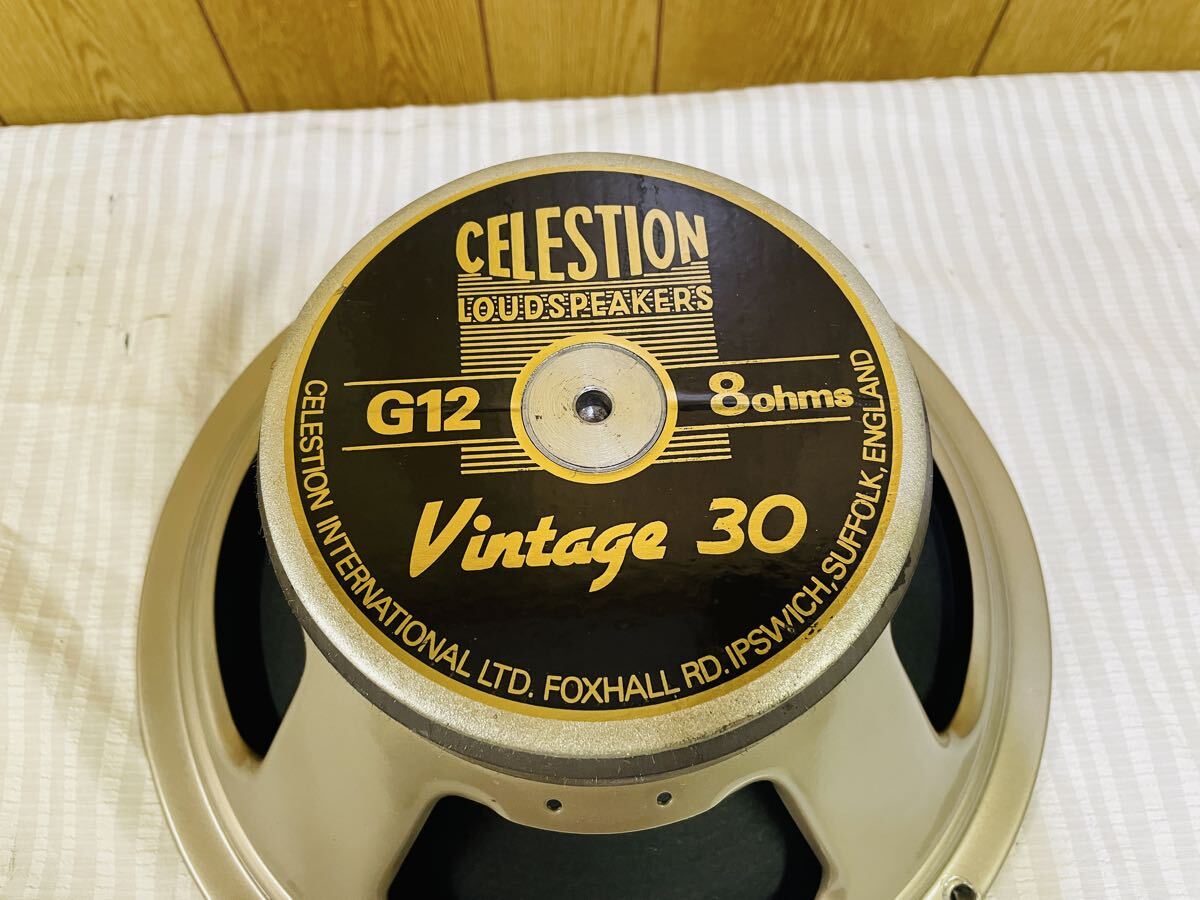 CELESTION
LOUDSPEAKERS
G12
8ohms
Vintage 30
CELESTION INTERNATIONAL LTD. FOXHALL RD. IPSWICH, SUFFOLK, ENGLAND